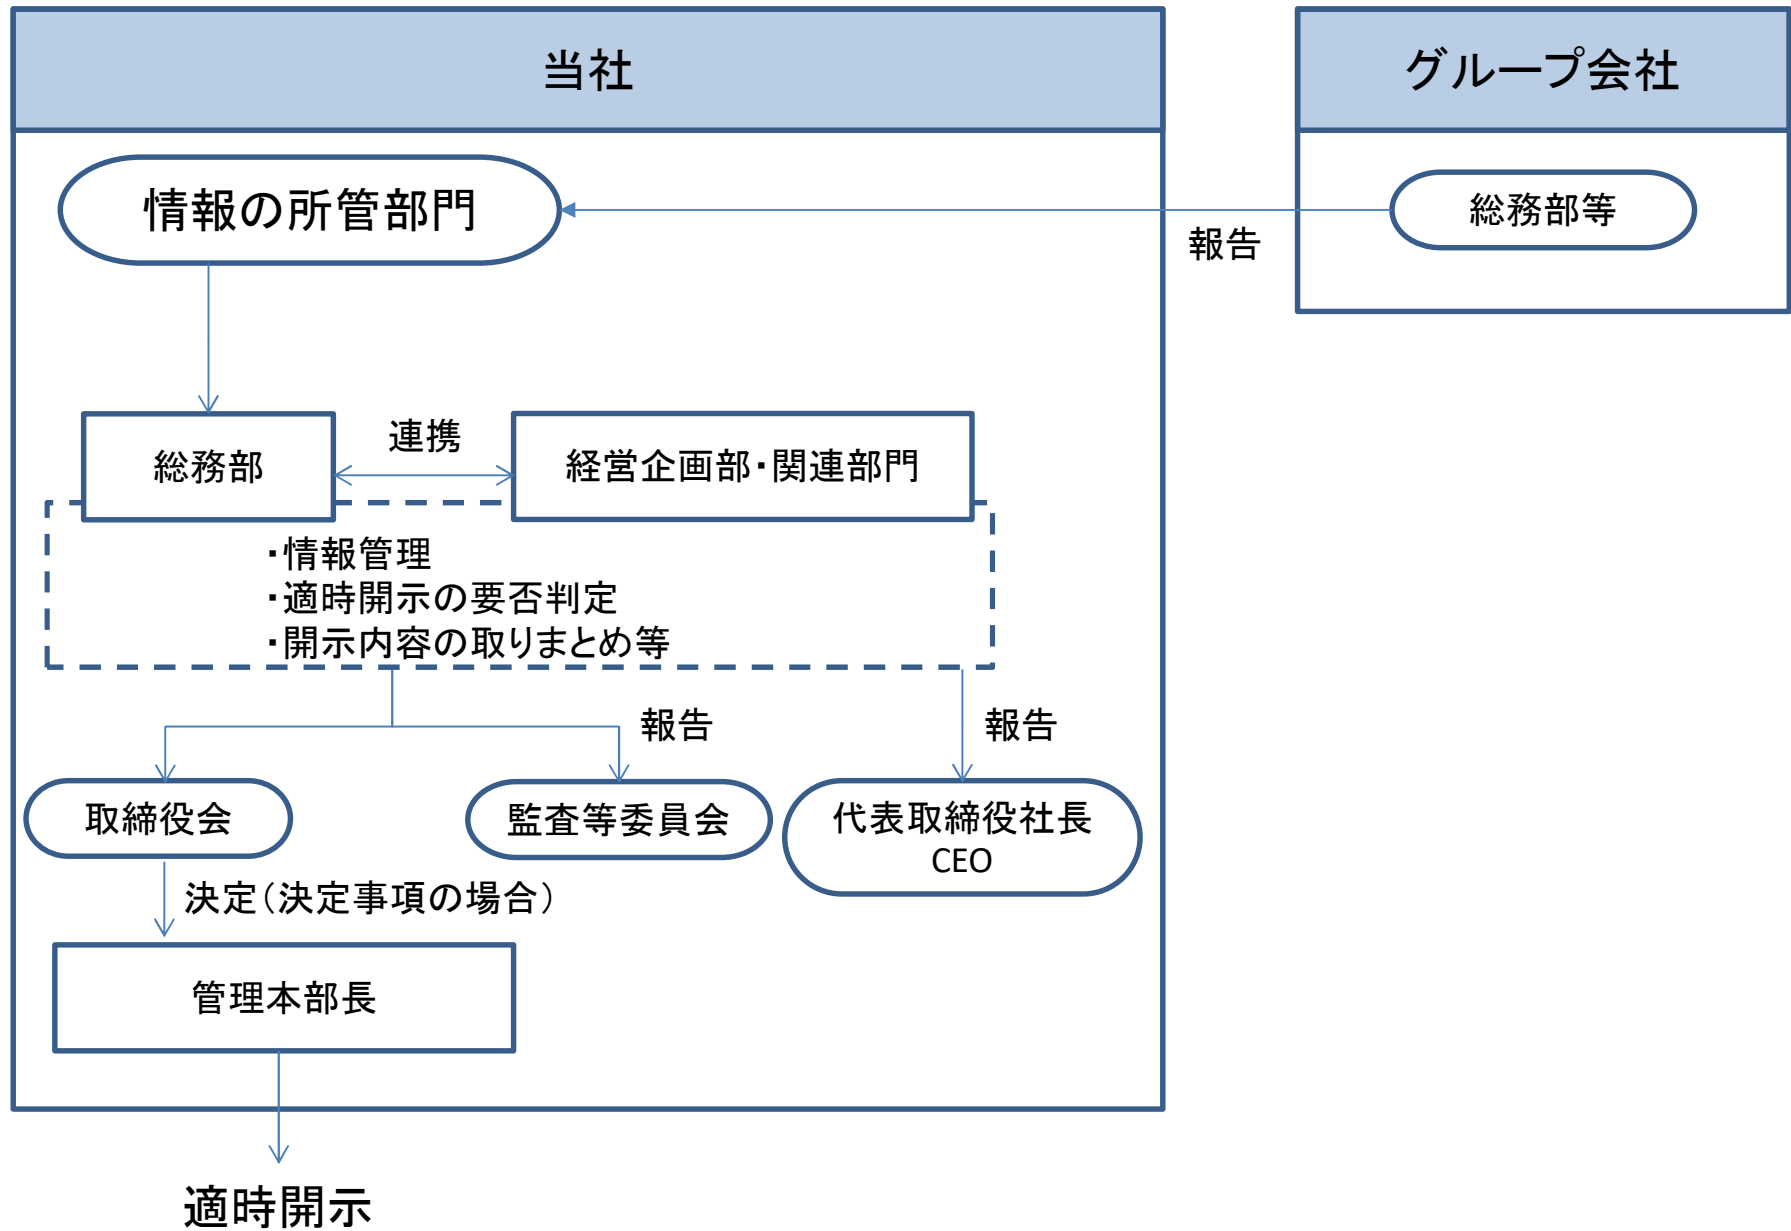 当社
グループ会社
情報の所管部門
総務部等
報告
総務部
連携
経営企画部・関連部門
・情報管理
・適時開示の要否判定
・開示内容の取りまとめ等
報告
報告
取締役会
監査等委員会
代表取締役社長
CEO
決定（決定事項の場合）
管理本部長
適時開示